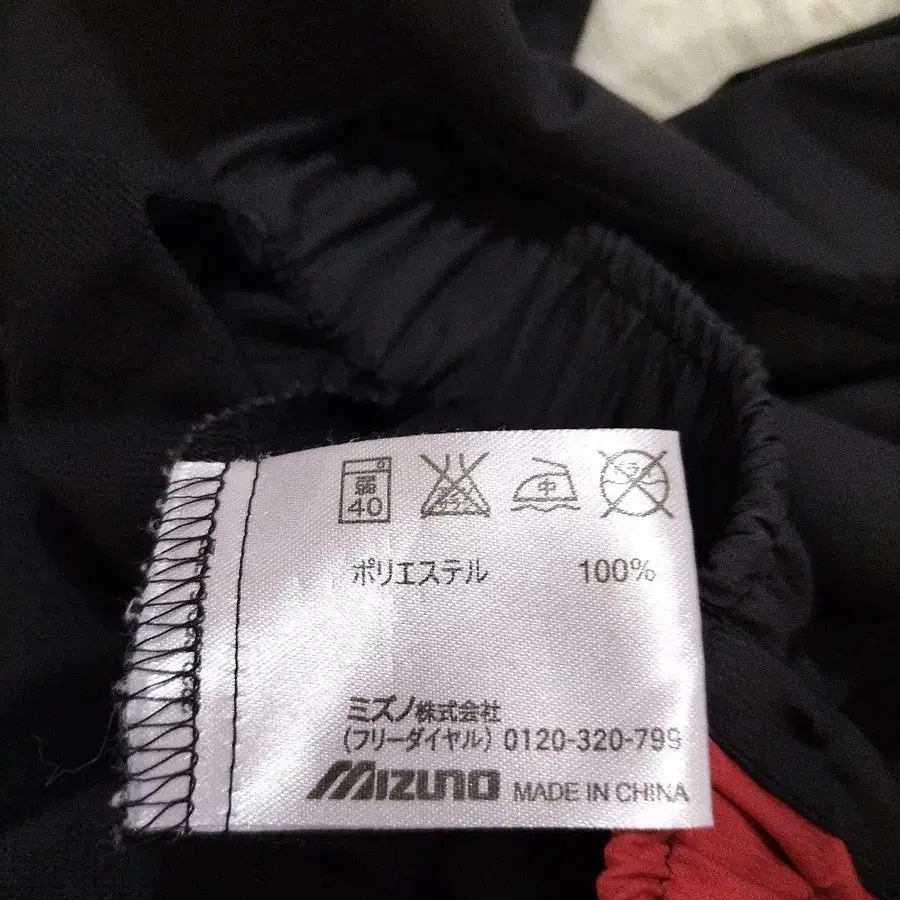 弱
40
中
ポリエステル 100%
ミズノ株式会社
(フリーダイヤル) 0120-320-799
MIZUNO MADE IN CHINA